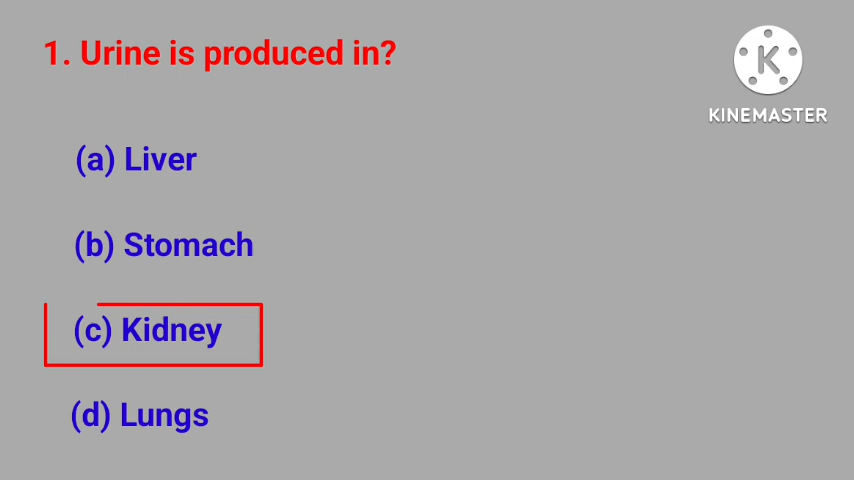 1. Urine is produced in?
KINEMASTER
(a) Liver
(b) Stomach
(c) Kidney
(d) Lungs